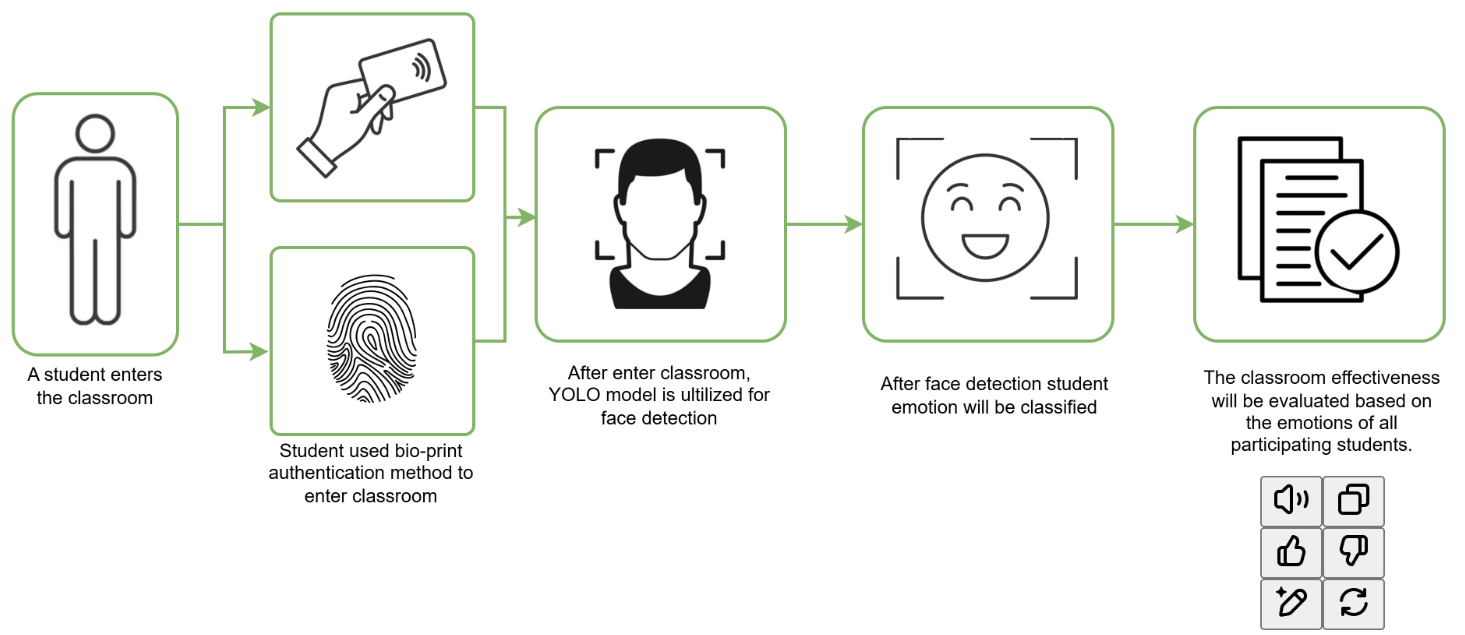 A student enters
the classroom
Student used bio-print
authentication method to
enter classroom
After enter classroom,
YOLO model is ultilized for
face detection
After face detection student
emotion will be classified
The classroom effectiveness
will be evaluated based on
the emotions of all
participating students.